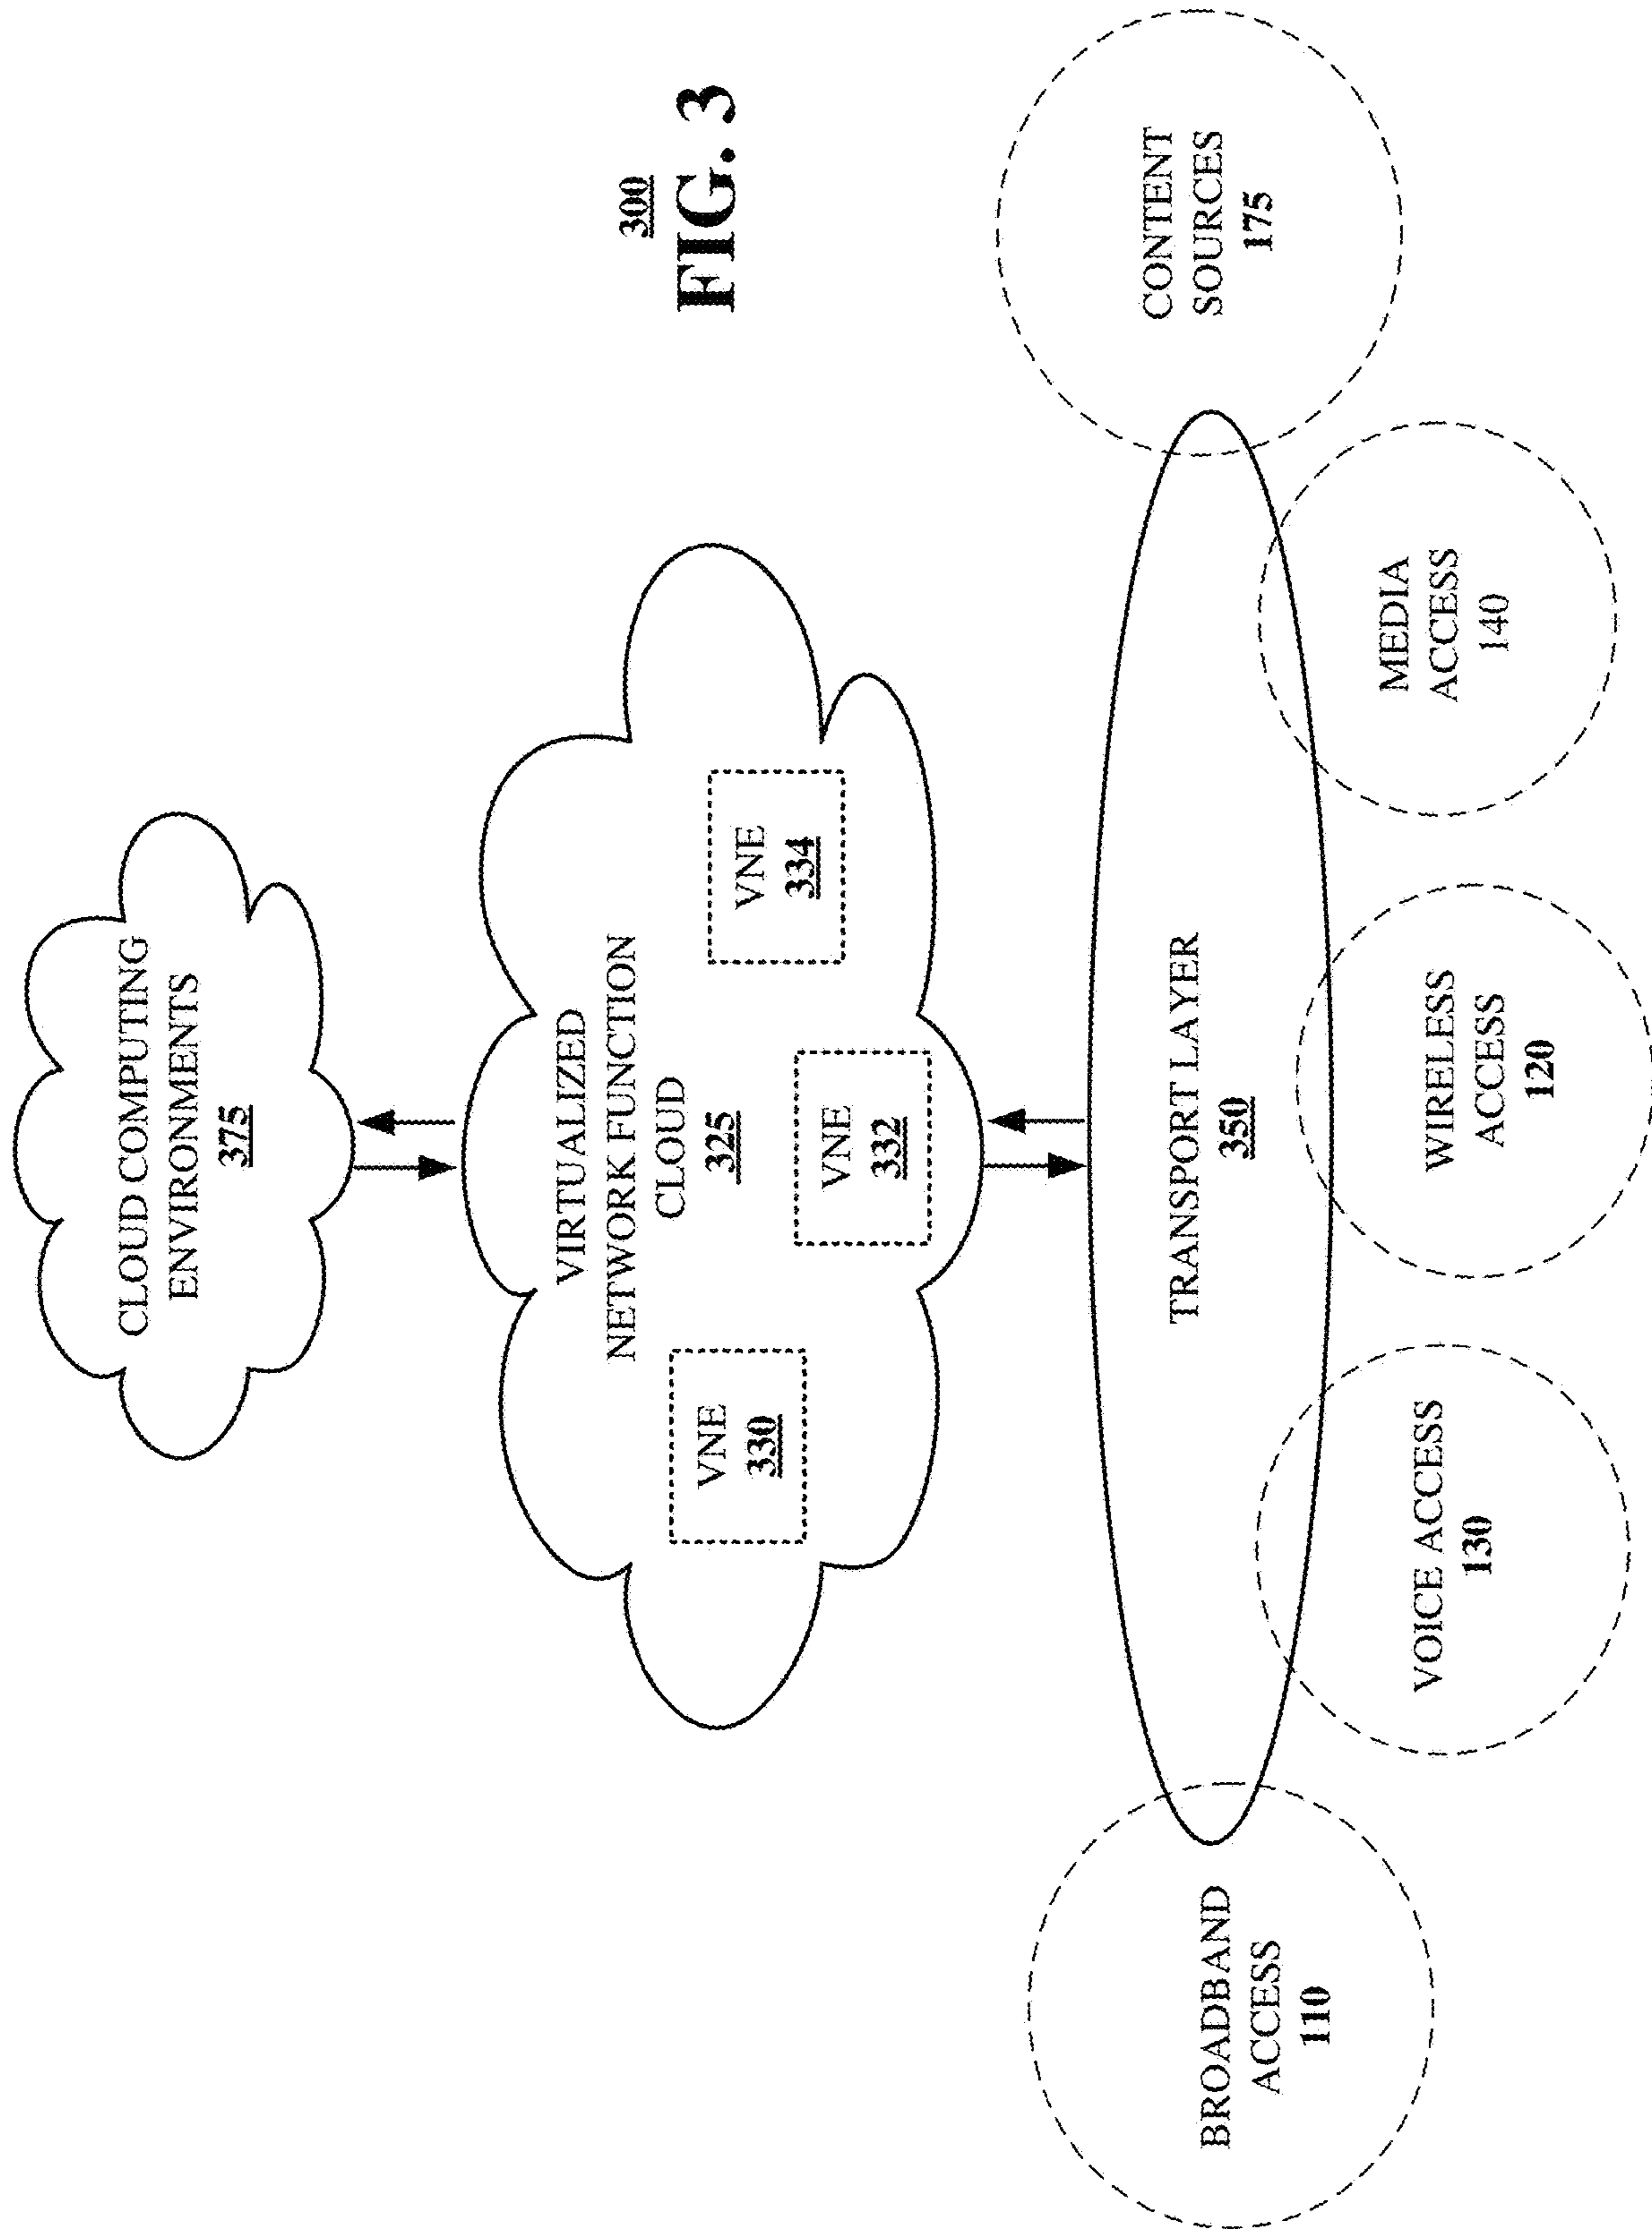 CLOUD COMPUTING
ENVIRONMENTS
375
VIRTUALIZED
NETWORK FUNCTION
CLOUD
325
VNE
330
VNE
332
VNE
334
300
FIG. 3
TRANSPORT LAYER
350
BROADBAND
ACCESS
110
VOICE ACCESS
130
WIRELESS
ACCESS
120
MEDIA
ACCESS
140
CONTENT
SOURCES
175